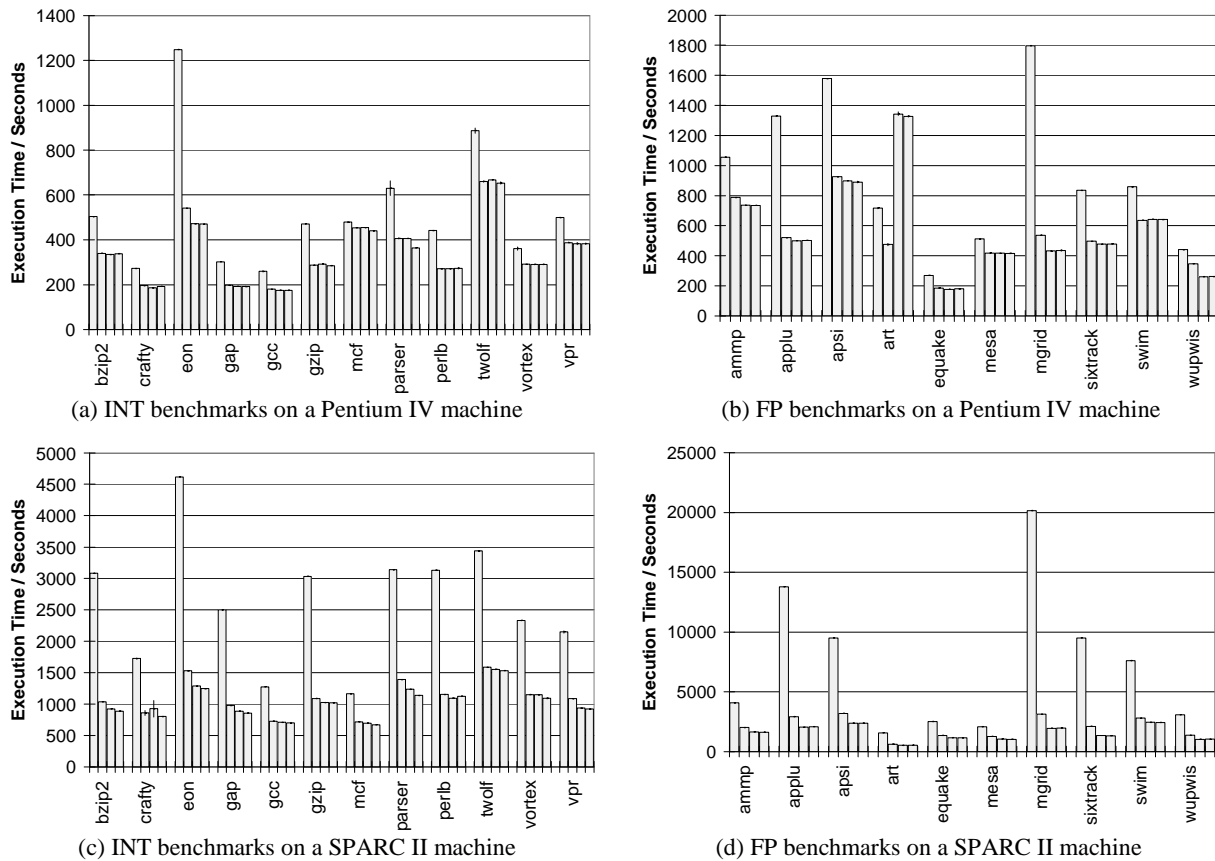 1400
1200
1000
800
600
400
200
0
Execution Time / Seconds
bzip2
crafty
eon
gap
gcc
gzip
mcf
parser
perlb
twolf
vortex
vpr
(a) INT benchmarks on a Pentium IV machine
2000
1800
1600
1400
1200
1000
800
600
400
200
0
Execution Time / Seconds
ammp
applu
apsi
art
equake
mesa
mgrid
sixtrack
swim
wupwis
(b) FP benchmarks on a Pentium IV machine
5000
4500
4000
3500
3000
2500
2000
1500
1000
500
0
Execution Time / Seconds
bzip2
crafty
eon
gap
gcc
gzip
mcf
parser
perlb
twolf
vortex
vpr
(c) INT benchmarks on a SPARC II machine
25000
20000
15000
10000
5000
0
Execution Time / Seconds
ammp
applu
apsi
art
equake
mesa
mgrid
sixtrack
swim
wupwis
(d) FP benchmarks on a SPARC II machine